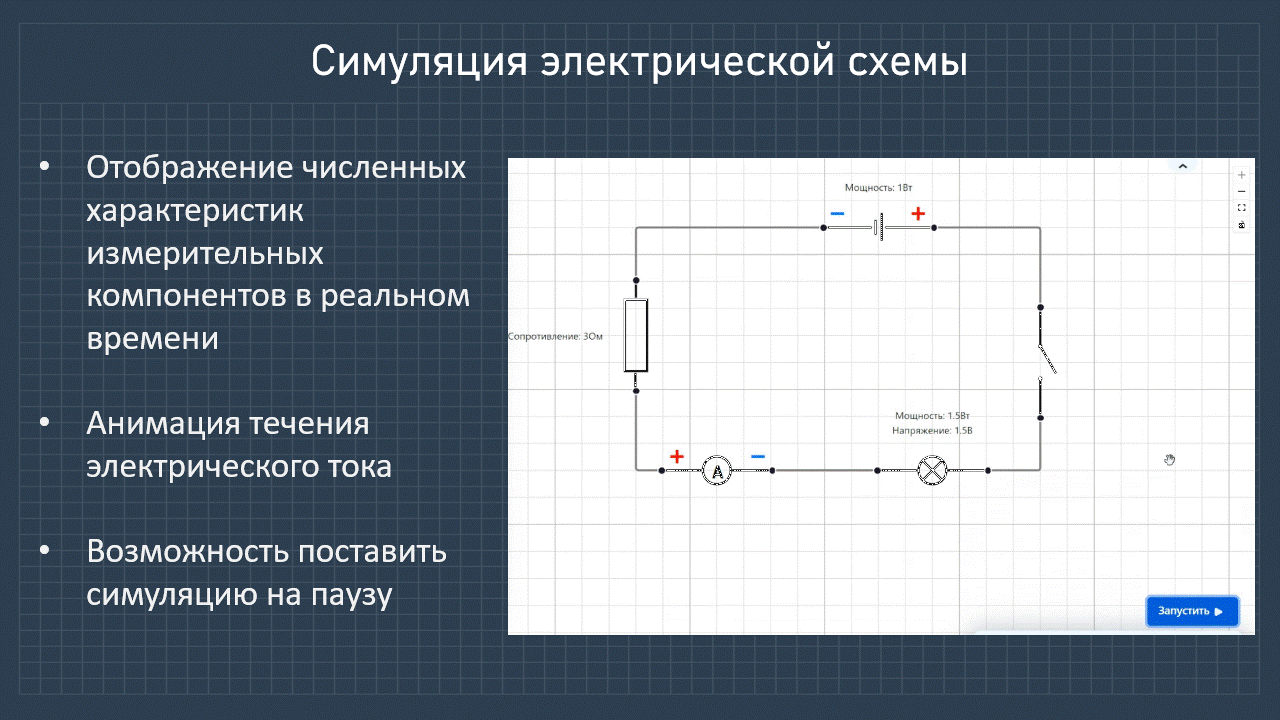 Симуляция электрической схемы
• Отображение численных
характеристик
измерительных
компонентов в реальном
времени
• Анимация течения
электрического тока
• Возможность поставить
симуляцию на паузу
Мощность: 1Вт
− +
Сопротивление: 3Ом
Мощность: 1.5Вт
Напряжение: 1.5В
+ −
A
Запустить